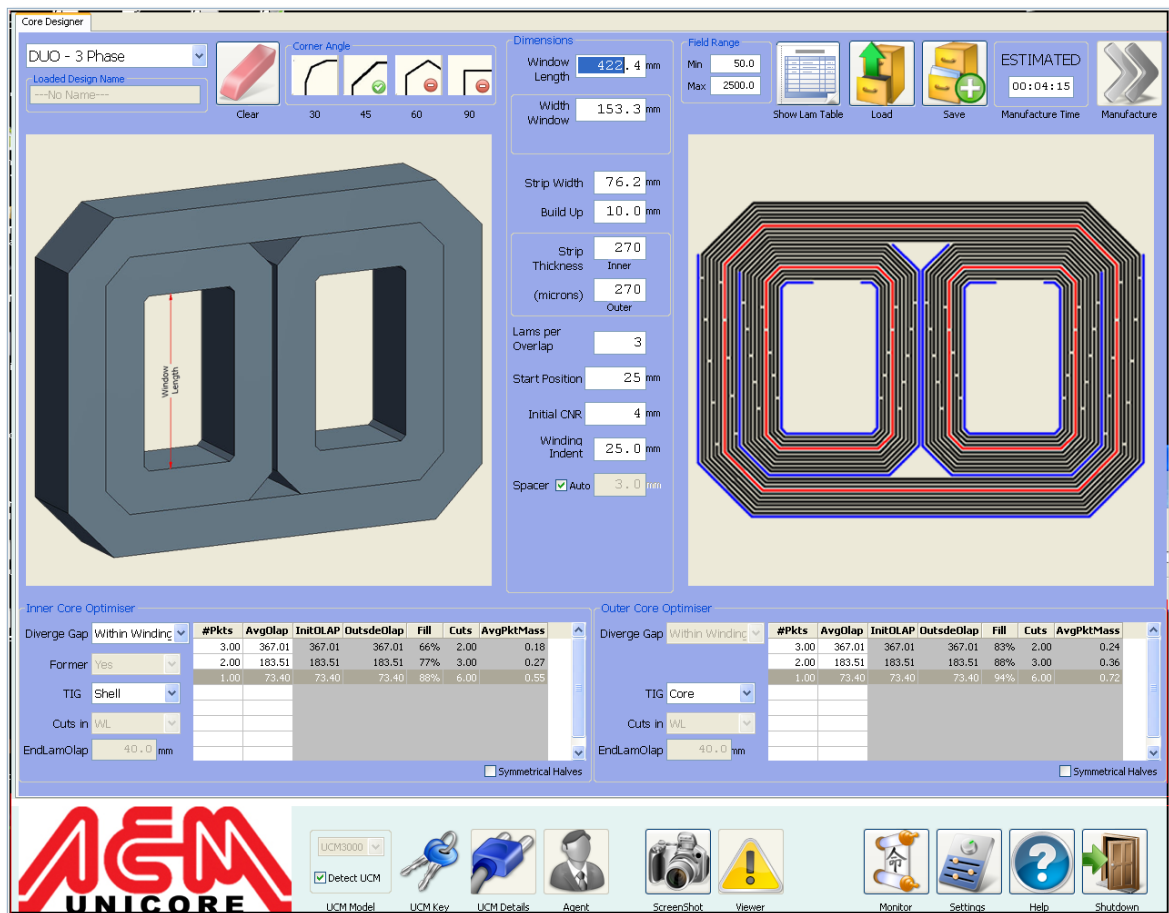 Core Designer
DUO - 3 Phase
Loaded Design Name
---No Name---
Clear
Corner Angle
30 45 60 90
Dimensions
Window Length 422.4 mm
Width Window 153.3 mm
Strip Width 76.2 mm
Build Up 10.0 mm
Strip Thickness 270
Inner
(microns) 270
Outer
Lams per Overlap 3
Start Position 25 mm
Initial CNR 4 mm
Winding Indent 25.0 mm
Spacer Auto 3.0 mm
Field Range
Min 50.0
Max 2500.0
Show Lam Table
Load
Save
ESTIMATED
00:04:15
Manufacture Time
Manufacture
Window Length
Inner Core Optimiser
Diverge Gap Within Winding
Former Yes
TIG Shell
Cuts in WL
EndLamOlap 40.0 mm
#Pkts AvgOlap InitOLAP OutsdeOlap Fill Cuts AvgPktMass
3.00 367.01 367.01 367.01 66% 2.00 0.18
2.00 183.51 183.51 183.51 77% 3.00 0.27
1.00 73.40 73.40 73.40 88% 6.00 0.55
Symmetrical Halves
Outer Core Optimiser
Diverge Gap Within Winding
TIG Core
Cuts in WL
EndLamOlap 40.0 mm
#Pkts AvgOlap InitOLAP OutsdeOlap Fill Cuts AvgPktMass
3.00 367.01 367.01 367.01 83% 2.00 0.24
2.00 183.51 183.51 183.51 88% 3.00 0.36
1.00 73.40 73.40 73.40 94% 6.00 0.72
Symmetrical Halves
AEM
UNICORE
UCM3000
Detect UCM
UCM Model
UCM Key
UCM Details
Agent
ScreenShot
Viewer
命
Monitor
Settings
Help
Shutdown